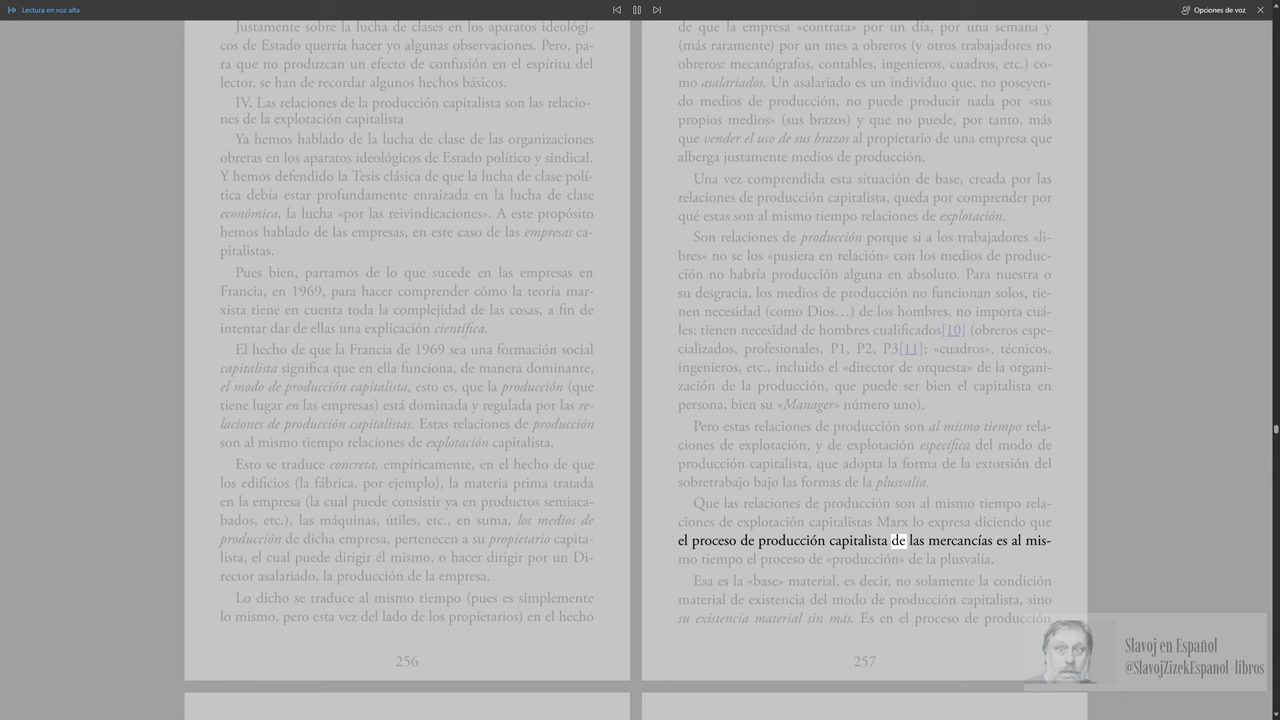 Lectura en voz alta
Opciones de voz
Justamente sobre la lucha de clases en los aparatos ideológi-
cos de Estado querría hacer yo algunas observaciones. Pero, pa-
ra que no produzcan un efecto de confusión en el espíritu del
lector, se han de recordar algunos hechos básicos.
IV. Las relaciones de la producción capitalista son las relacio-
nes de la explotación capitalista
Ya hemos hablado de la lucha de clase de las organizaciones
obreras en los aparatos ideológicos de Estado político y sindical.
Y hemos defendido la Tesis clásica de que la lucha de clase polí-
tica debía estar profundamente enraizada en la lucha de clase
económica, la lucha «por las reivindicaciones». A este propósito
hemos hablado de las empresas, en este caso de las empresas ca-
pitalistas.
Pues bien, partamos de lo que sucede en las empresas en
Francia, en 1969, para hacer comprender cómo la teoría mar-
xista tiene en cuenta toda la complejidad de las cosas, a fin de
intentar dar de ellas una explicación científica.
El hecho de que la Francia de 1969 sea una formación social
capitalista significa que en ella funciona, de manera dominante,
el modo de producción capitalista, esto es, que la producción (que
tiene lugar en las empresas) está dominada y regulada por las re-
laciones de producción capitalistas. Estas relaciones de producción
son al mismo tiempo relaciones de explotación capitalista.
Esto se traduce concreta, empíricamente, en el hecho de que
los edificios (la fábrica, por ejemplo), la materia prima tratada
en la empresa (la cual puede consistir ya en productos semiaca-
bados, etc.), las máquinas, útiles, etc., en suma, los medios de
producción de dicha empresa, pertenecen a su propietario capita-
lista, el cual puede dirigir él mismo, o hacer dirigir por un Di-
rector asalariado, la producción de la empresa.
Lo dicho se traduce al mismo tiempo (pues es simplemente
lo mismo, pero esta vez del lado de los propietarios) en el hecho
256
de que la empresa «contrata» por un día, por una semana y
(más raramente) por un mes a obreros (y otros trabajadores no
obreros: mecanógrafos, contables, ingenieros, cuadros, etc.) co-
mo asalariados. Un asalariado es un individuo que, no poseyen-
do medios de producción, no puede producir nada por «sus
propios medios» (sus brazos) y que no puede, por tanto, más
que vender el uso de sus brazos al propietario de una empresa que
alberga justamente medios de producción.
Una vez comprendida esta situación de base, creada por las
relaciones de producción capitalista, queda por comprender por
qué estas son al mismo tiempo relaciones de explotación.
Son relaciones de producción porque si a los trabajadores «li-
bres» no se los «pusiera en relación» con los medios de produc-
ción no habría producción alguna en absoluto. Para nuestra o
su desgracia, los medios de producción no funcionan solos, tie-
nen necesidad (como Dios…) de los hombres, no importa cuá-
les: tienen necesidad de hombres cualificados[10] (obreros espe-
cializados, profesionales, P1, P2, P3[11]; «cuadros», técnicos,
ingenieros, etc., incluido el «director de orquesta» de la organi-
zación de la producción, que puede ser bien el capitalista en
persona, bien su «Manager» número uno).
Pero estas relaciones de producción son al mismo tiempo rela-
ciones de explotación, y de explotación específica del modo de
producción capitalista, que adopta la forma de la extorsión del
sobretrabajo bajo las formas de la plusvalía.
Que las relaciones de producción son al mismo tiempo rela-
ciones de explotación capitalistas Marx lo expresa diciendo que
el proceso de producción capitalista de las mercancías es al mis-
mo tiempo el proceso de «producción» de la plusvalía.
Esa es la «base» material, es decir, no solamente la condición
material de existencia del modo de producción capitalista, sino
su existencia material sin más. Es en el proceso de producción
257
Slavoj en Español
@SlavojZizekEspanol-libros